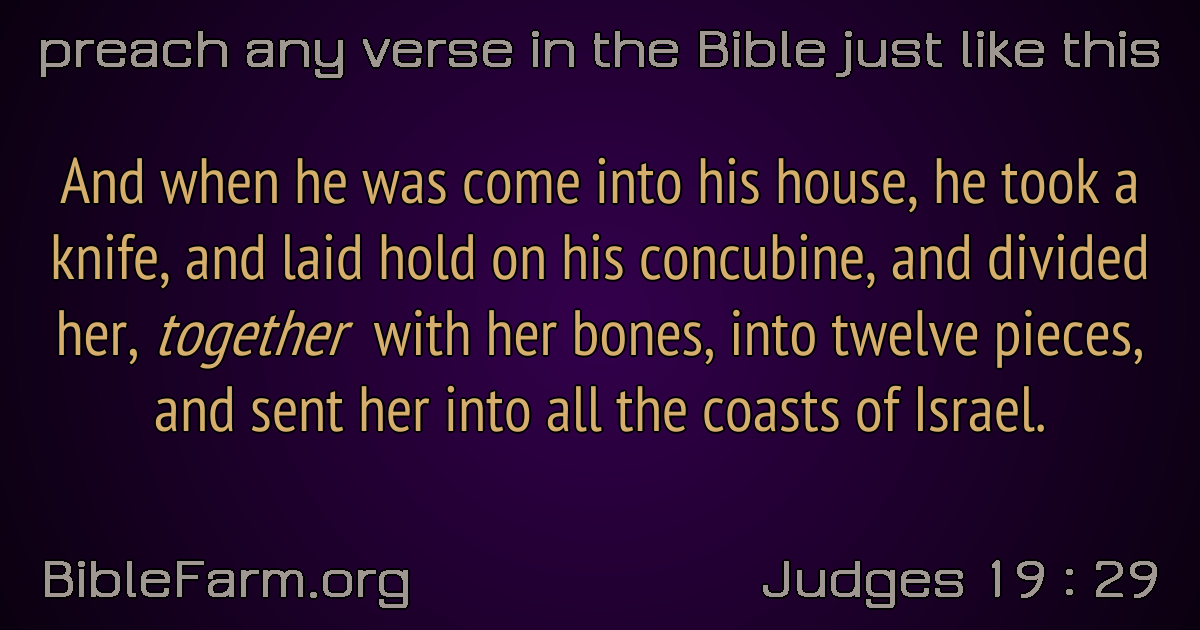 preach any verse in the Bible just like this
And when he was come into his house, he took a
knife, and laid hold on his concubine, and divided
her, together with her bones, into twelve pieces,
and sent her into all the coasts of Israel.
BibleFarm.org
Judges 19 : 29